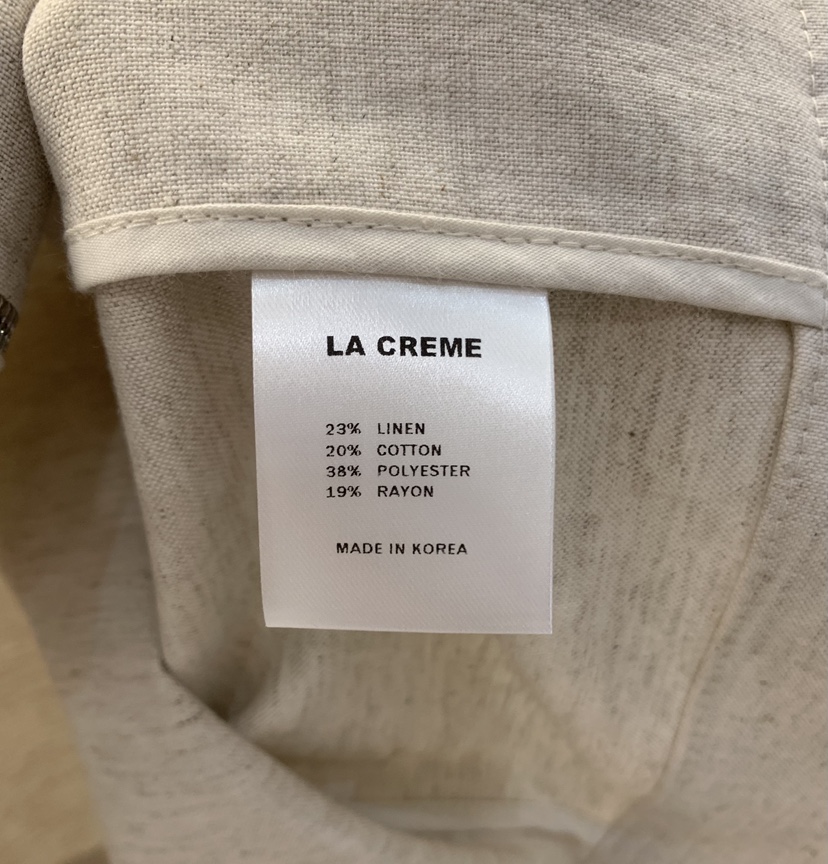 LA CREME
23% LINEN
20% COTTON
38% POLYESTER
19% RAYON
MADE IN KOREA